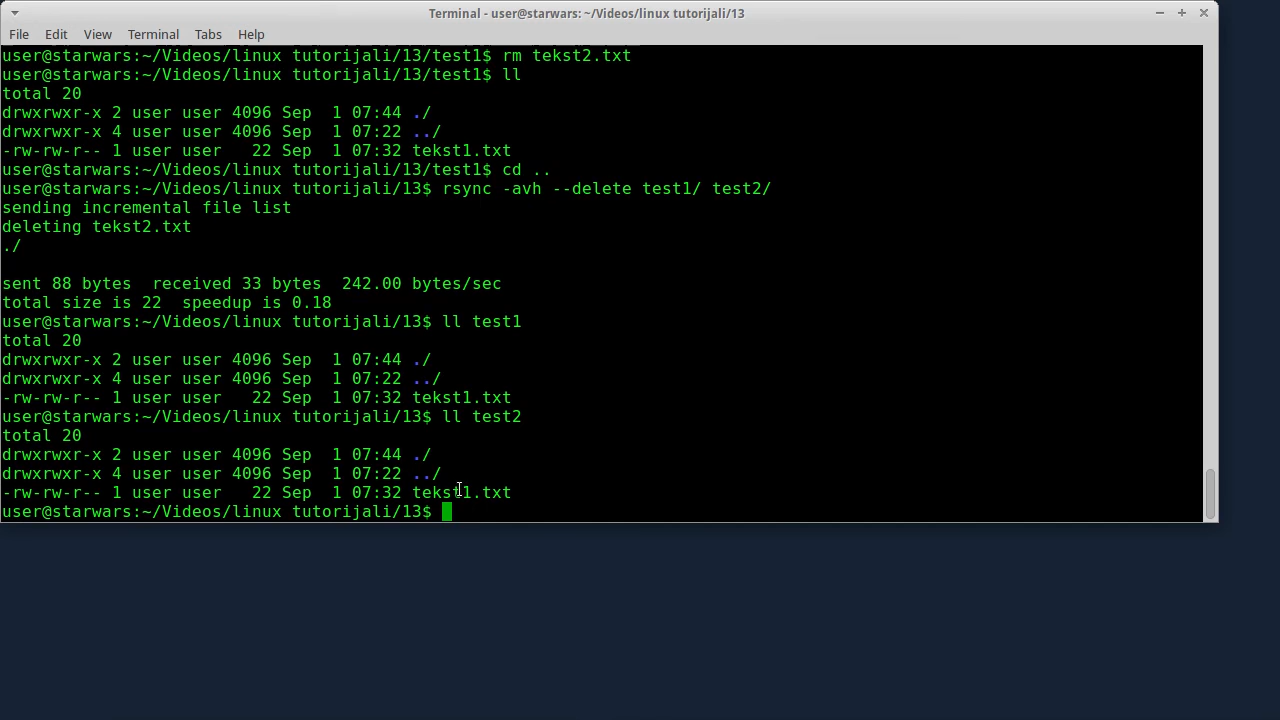 Terminal - user@starwars: ~/Videos/linux tutorijali/13
File Edit View Terminal Tabs Help
user@starwars:~/Videos/linux tutorijali/13/test1$ rm tekst2.txt
user@starwars:~/Videos/linux tutorijali/13/test1$ ll
total 20
drwxrwxr-x 2 user user 4096 Sep  1 07:44 ./
drwxrwxr-x 4 user user 4096 Sep  1 07:22 ../
-rw-rw-r-- 1 user user   22 Sep  1 07:32 tekst1.txt
user@starwars:~/Videos/linux tutorijali/13/test1$ cd ..
user@starwars:~/Videos/linux tutorijali/13$ rsync -avh --delete test1/ test2/
sending incremental file list
deleting tekst2.txt
./
sent 88 bytes  received 33 bytes  242.00 bytes/sec
total size is 22  speedup is 0.18
user@starwars:~/Videos/linux tutorijali/13$ ll test1
total 20
drwxrwxr-x 2 user user 4096 Sep  1 07:44 ./
drwxrwxr-x 4 user user 4096 Sep  1 07:22 ../
-rw-rw-r-- 1 user user   22 Sep  1 07:32 tekst1.txt
user@starwars:~/Videos/linux tutorijali/13$ ll test2
total 20
drwxrwxr-x 2 user user 4096 Sep  1 07:44 ./
drwxrwxr-x 4 user user 4096 Sep  1 07:22 ../
-rw-rw-r-- 1 user user   22 Sep  1 07:32 tekst1.txt
user@starwars:~/Videos/linux tutorijali/13$